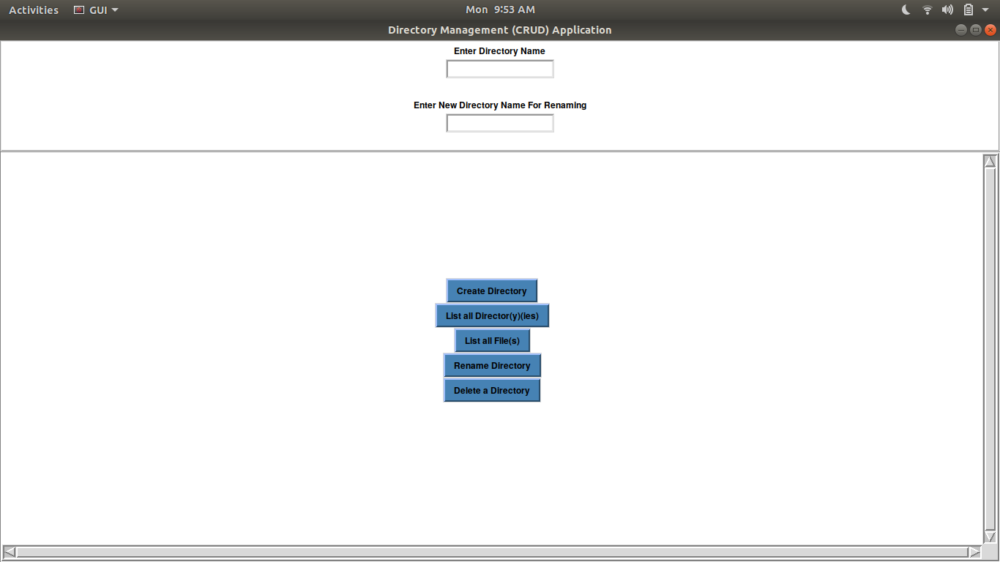 Activities GUI Mon 9:53 AM
Directory Management (CRUD) Application
Enter Directory Name
Enter New Directory Name For Renaming
Create Directory
List all Director(y)(ies)
List all File(s)
Rename Directory
Delete a Directory